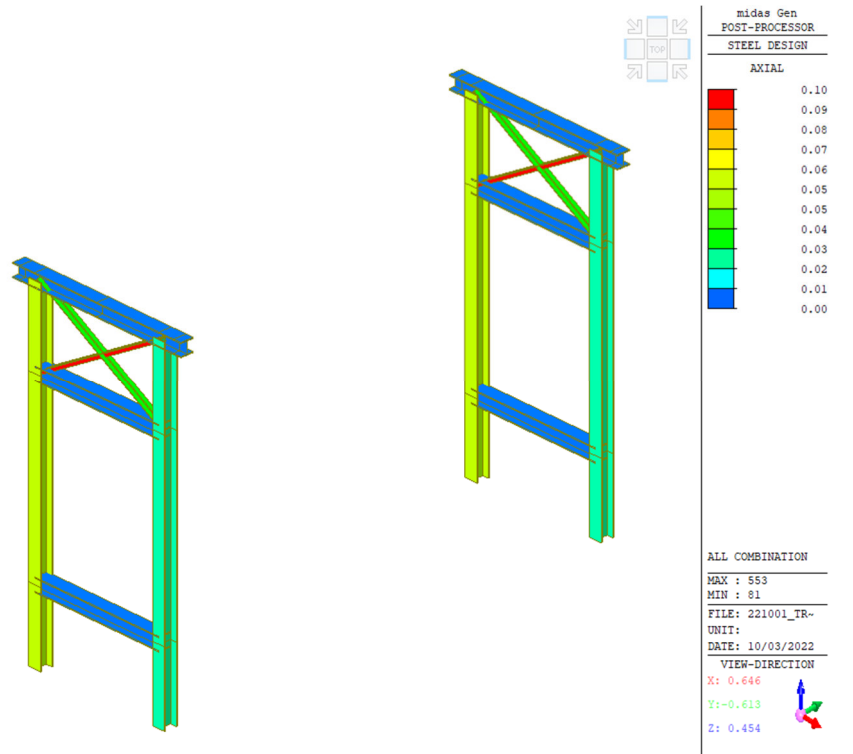 TOP
midas Gen
POST-PROCESSOR
STEEL DESIGN
AXIAL
0.10
0.09
0.08
0.07
0.06
0.05
0.05
0.04
0.03
0.02
0.01
0.00
ALL COMBINATION
MAX : 553
MIN : 81
FILE: 221001_TR~
UNIT:
DATE: 10/03/2022
VIEW-DIRECTION
X: 0.646
Y:-0.613
Z: 0.454